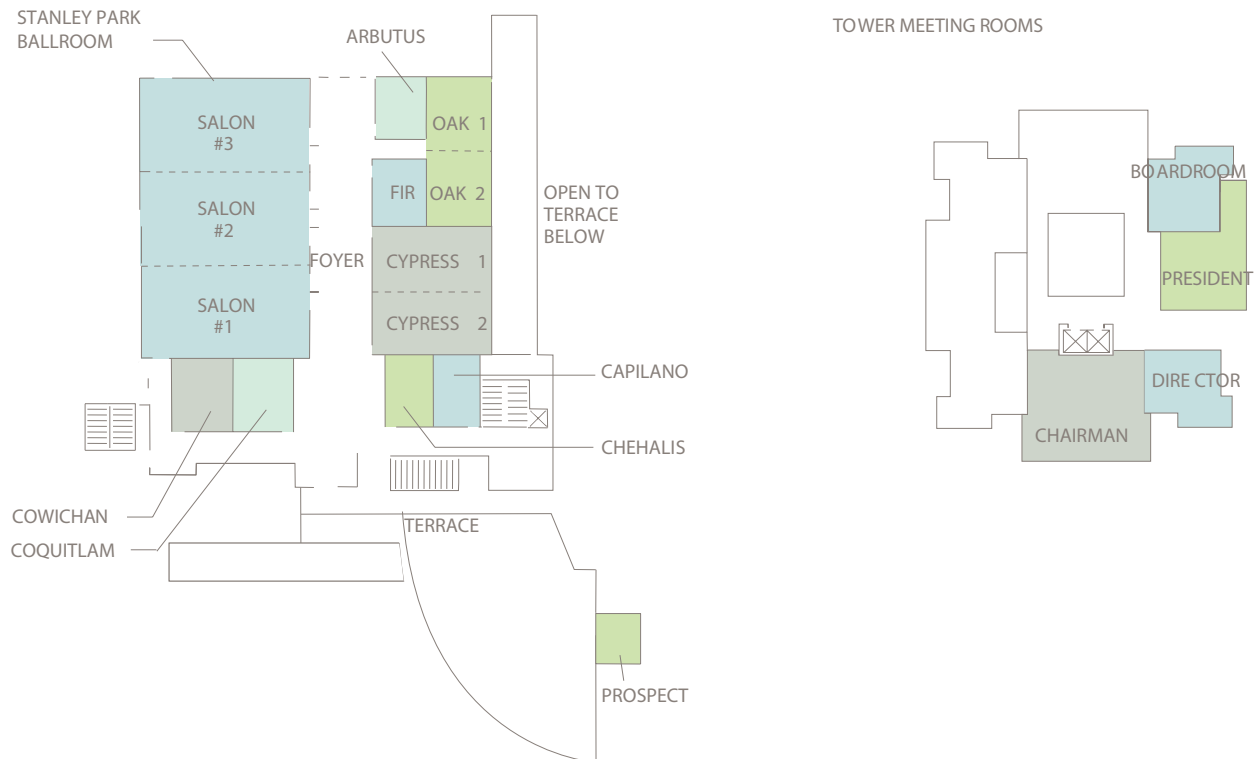 STANLEY PARK
BALLROOM
ARBUTUS
TOWER MEETING ROOMS
SALON
#3
OAK 1
FIR
OAK 2
SALON
#2
OPEN TO
TERRACE
BELOW
BOARDROOM
FOYER
CYPRESS 1
PRESIDENT
SALON
#1
CYPRESS 2
CAPILANO
DIRE CTOR
CHAIRMAN
CHEHALIS
COWICHAN
TERRACE
COQUITLAM
PROSPECT